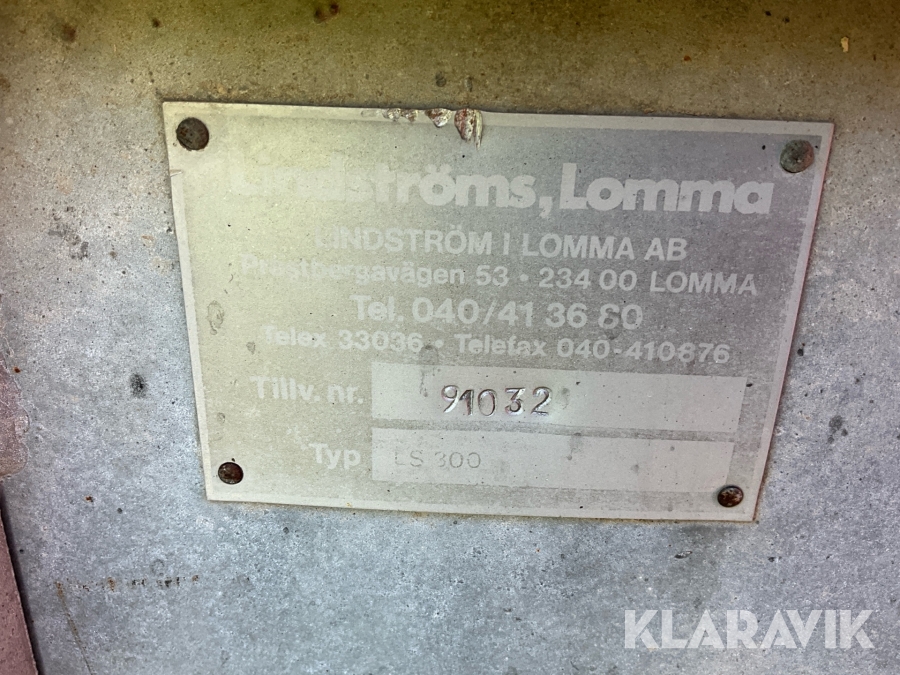 Lindströms, Lomma
LINDSTRÖM I LOMMA AB
Prästbergavägen 53 • 234 00 LOMMA
Tel. 040/41 36 80
Telex 33036 • Telefax 040-410876
Tillv. nr. 91032
Typ LS 300
KLARAVIK